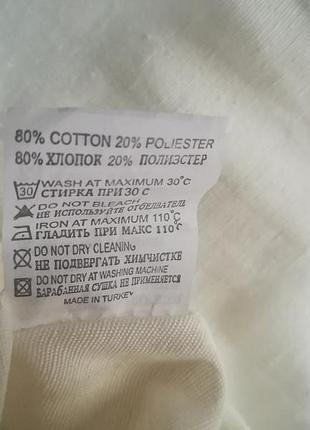 80% COTTON 20% POLIESTER
80% ХЛОПОК 20% ПОЛИЭСТЕР
30 WASH AT MAXIMUM 30°C
СТИРКА ПРИ 30 C
DO NOT BLEACH
НЕ ИСПОЛЬЗУЙТЕ ОТБЕЛИВАТЕЛЬ
IRON AT MAXIMUM 110°C
ГЛАДИТЬ ПРИ МАКС 110°C
DO NOT DRY CLEANING
НЕ ПОДВЕРГАТЬ ХИМЧИСТКЕ
DO NOT DRY AT WASHING MACHINE
БАРАБАННАЯ СУШКА НЕ ПРИМЕНЯЕТСЯ
MADE IN TURKEY